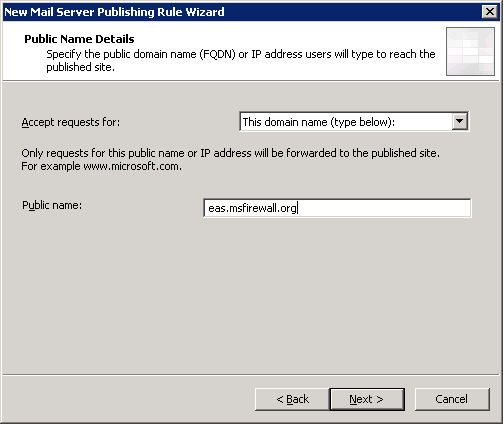 New Mail Server Publishing Rule Wizard
Public Name Details
Specify the public domain name (FQDN) or IP address users will type to reach the
published site.
Accept requests for: This domain name (type below):
Only requests for this public name or IP address will be forwarded to the published site.
For example www.microsoft.com.
Public name: eas.msfirewall.org
< Back Next > Cancel